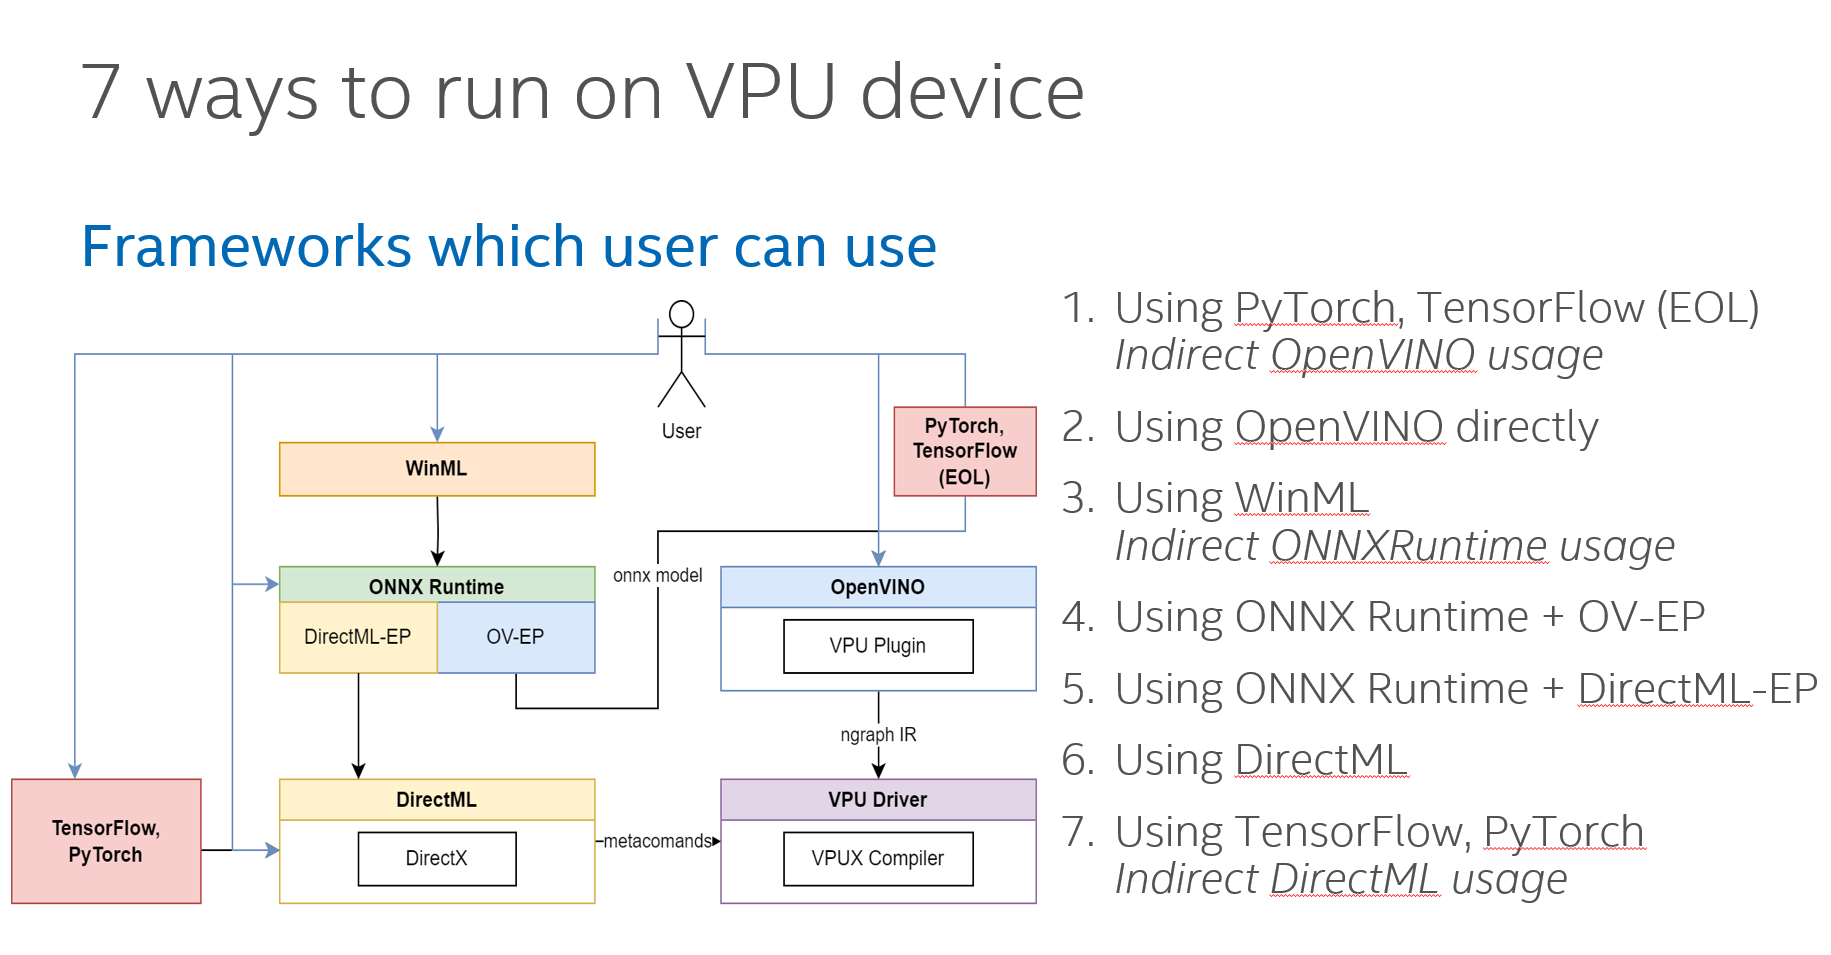 7 ways to run on VPU device
Frameworks which user can use
User
WinML
PyTorch,
TensorFlow
(EOL)
ONNX Runtime
DirectML-EP
OV-EP
onnx model
OpenVINO
VPU Plugin
ngraph IR
TensorFlow,
PyTorch
DirectML
DirectX
metacomands
VPU Driver
VPUX Compiler
1. Using PyTorch, TensorFlow (EOL)
Indirect OpenVINO usage
2. Using OpenVINO directly
3. Using WinML
Indirect ONNXRuntime usage
4. Using ONNX Runtime + OV-EP
5. Using ONNX Runtime + DirectML-EP
6. Using DirectML
7. Using TensorFlow, PyTorch
Indirect DirectML usage